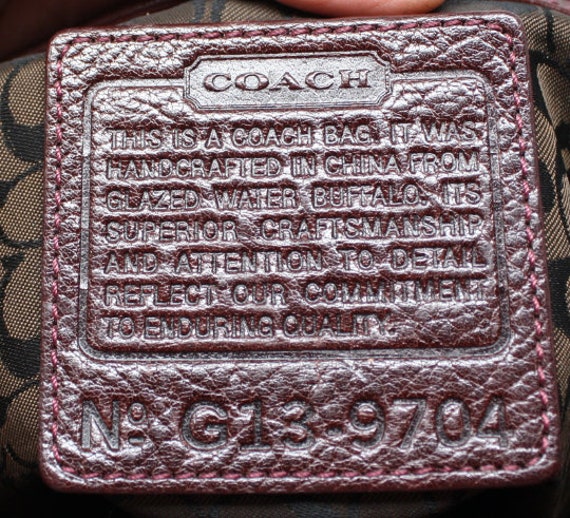 COACH
THIS IS A COACH BAG. IT WAS
HANDCRAFTED IN CHINA FROM
GLAZED WATER BUFFALO. ITS
SUPERIOR CRAFTSMANSHIP
AND ATTENTION TO DETAIL
REFLECT OUR COMMITMENT
TO ENDURING QUALITY.
Nº G13-9704